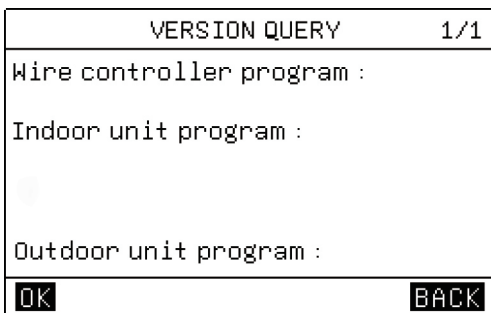 VERSION QUERY 1/1
Wire controller program :
Indoor unit program :
Outdoor unit program :
OK BACK